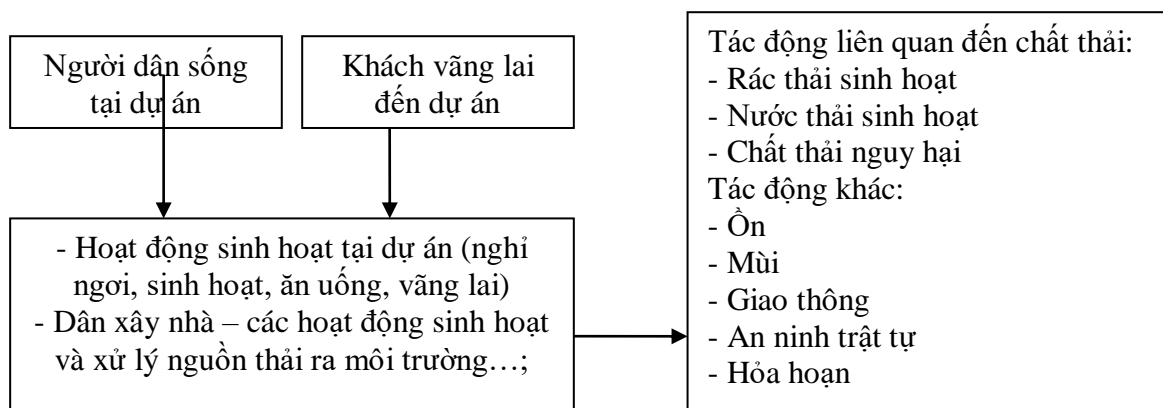 Người dân sống
tại dự án
Khách vãng lai
đến dự án
- Hoạt động sinh hoạt tại dự án (nghỉ
ngơi, sinh hoạt, ăn uống, vãng lai)
- Dân xây nhà – các hoạt động sinh hoạt
và xử lý nguồn thải ra môi trường…;
Tác động liên quan đến chất thải:
- Rác thải sinh hoạt
- Nước thải sinh hoạt
- Chất thải nguy hại
Tác động khác:
- Ồn
- Mùi
- Giao thông
- An ninh trật tự
- Hỏa hoạn